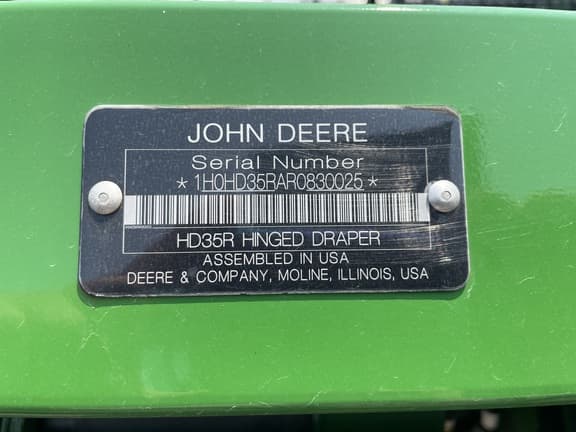 JOHN DEERE
Serial Number
*1H0HD35RAR0830025*
HD35R HINGED DRAPER
ASSEMBLED IN USA
DEERE & COMPANY, MOLINE, ILLINOIS, USA